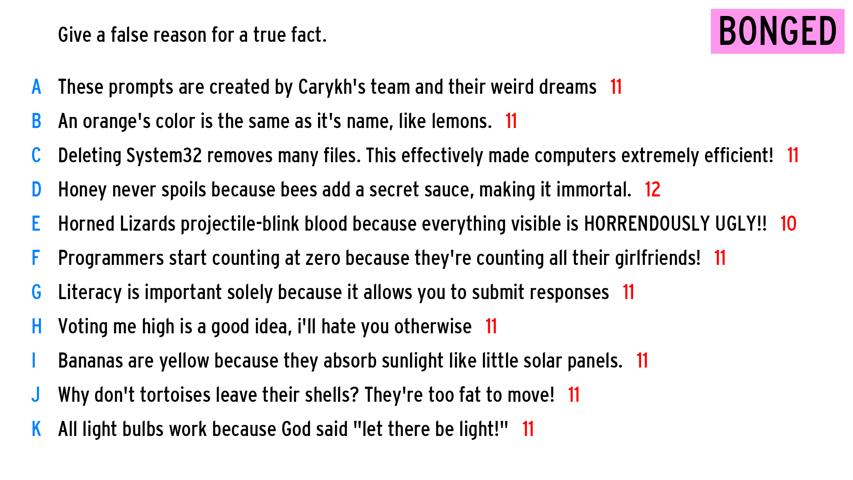 Give a false reason for a true fact.
BONGED
A These prompts are created by Carykh's team and their weird dreams 11
B An orange's color is the same as it's name, like lemons. 11
C Deleting System32 removes many files. This effectively made computers extremely efficient! 11
D Honey never spoils because bees add a secret sauce, making it immortal. 12
E Horned Lizards projectile-blink blood because everything visible is HORRENDOUSLY UGLY!! 10
F Programmers start counting at zero because they're counting all their girlfriends! 11
G Literacy is important solely because it allows you to submit responses 11
H Voting me high is a good idea, i'll hate you otherwise 11
I Bananas are yellow because they absorb sunlight like little solar panels. 11
J Why don't tortoises leave their shells? They're too fat to move! 11
K All light bulbs work because God said "let there be light!" 11